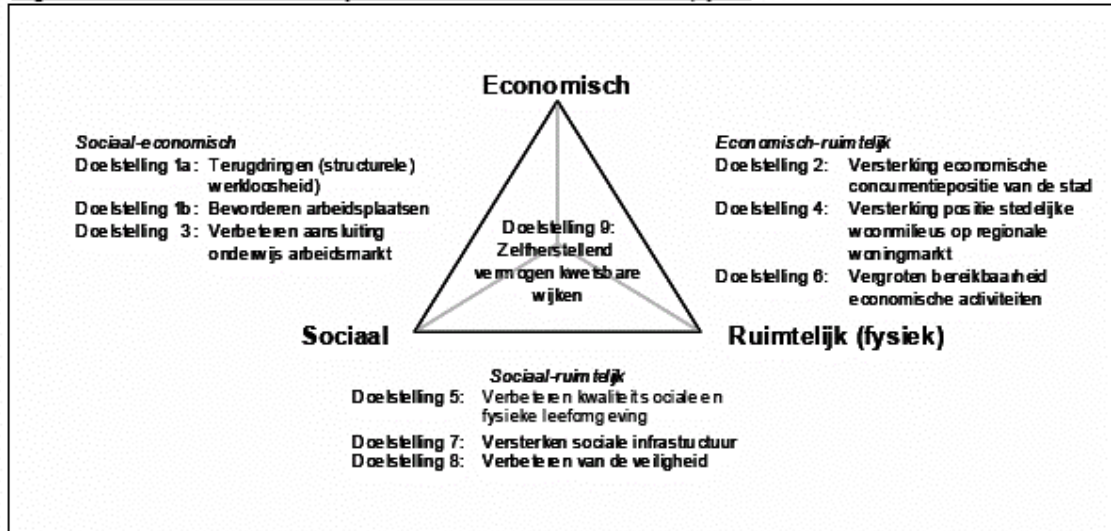 Economisch
Sociaal-economisch
Doelstelling 1a: Terugdringen (structurele)
werkloosheid)
Doelstelling 1b: Bevorderen arbeidsplaatsen
Doelstelling 3: Verbeteren aansluiting
onderwijs arbeidsmarkt
Economisch-ruimtelijk
Doelstelling 2: Versterking economische
concurrentiepositie van de stad
Doelstelling 4: Versterking positie stedelijke
woonmilieus op regionale
woningmarkt
Doelstelling 6: Vergroten bereikbaarheid
economische activiteiten
Doelstelling 9:
Zelfherstellend
vermogen kwetsbare
wijken
Sociaal
Ruimtelijk (fysiek)
Sociaal-ruimtelijk
Doelstelling 5: Verbeteren kwaliteit sociale en
fysieke leefomgeving
Doelstelling 7: Versterken sociale infrastructuur
Doelstelling 8: Verbeteren van de veiligheid